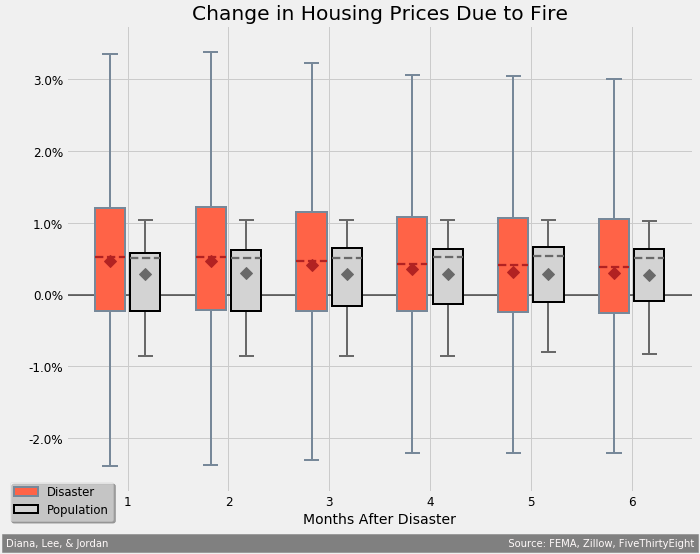 Change in Housing Prices Due to Fire
3.0%
2.0%
1.0%
0.0%
-1.0%
-2.0%
1 2 3 4 5 6
Months After Disaster
Disaster
Population
Diana, Lee, & Jordan
Source: FEMA, Zillow, FiveThirtyEight